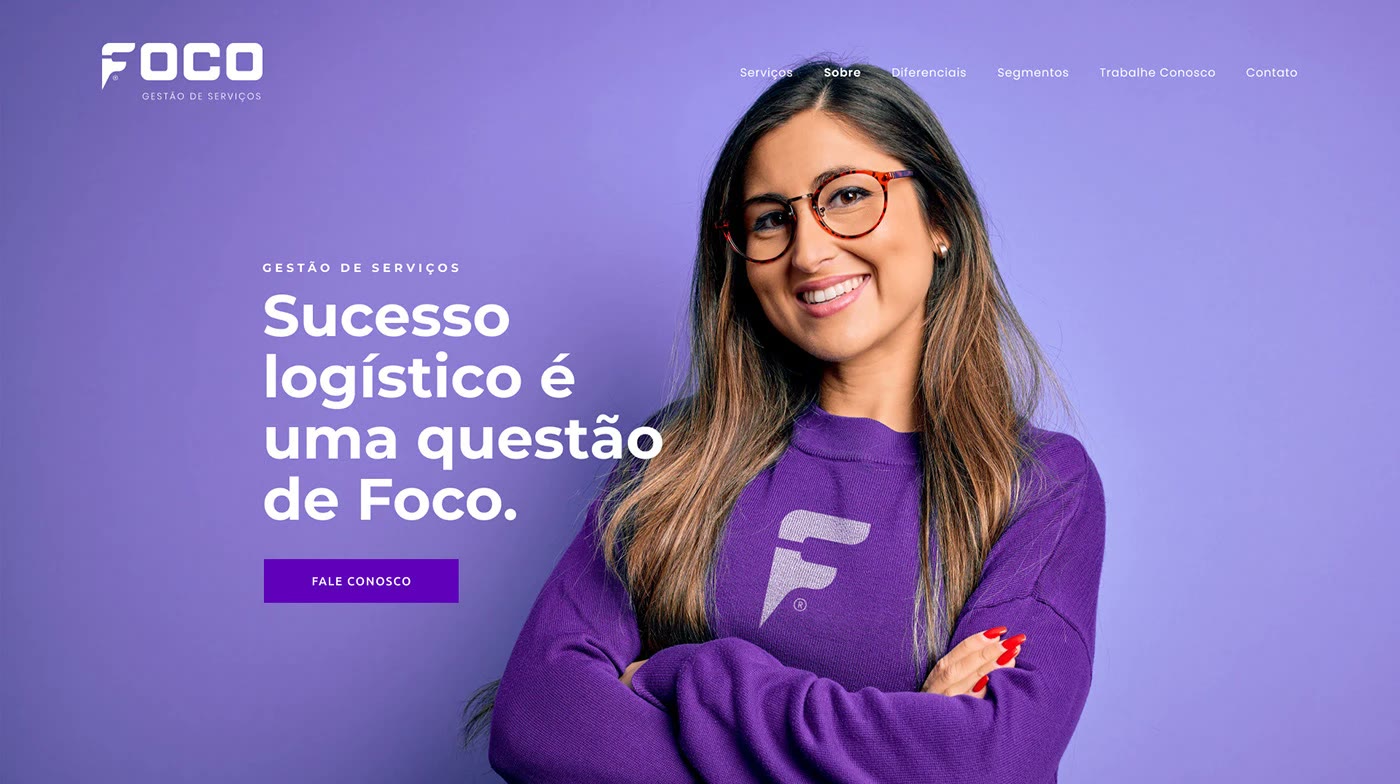 FOCO
®
GESTÃO DE SERVIÇOS
Serviços Sobre Diferenciais Segmentos Trabalhe Conosco Contato
GESTÃO DE SERVIÇOS
Sucesso
logístico é
uma questão
de Foco.
FALE CONOSCO
F
®